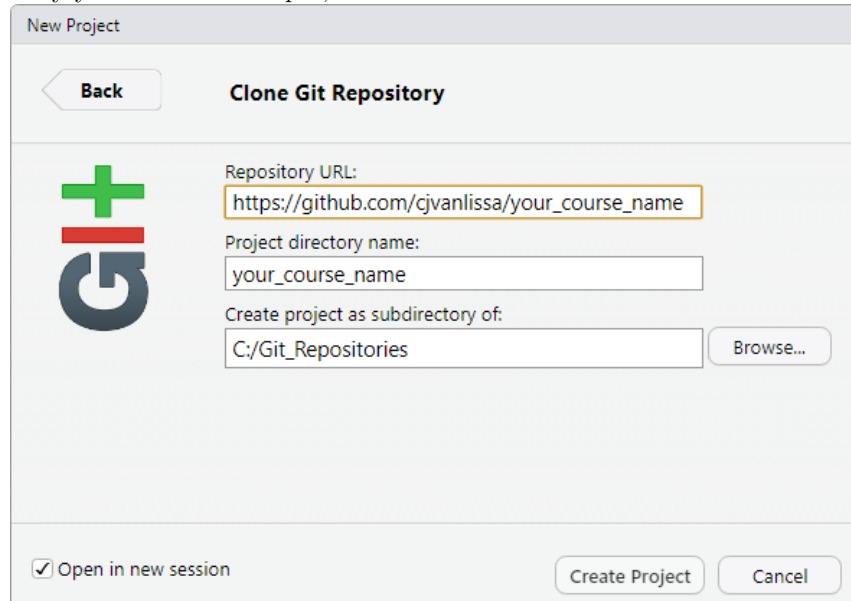 New Project
Back
Clone Git Repository
Repository URL:
https://github.com/cjvanlissa/your_course_name
Project directory name:
your_course_name
Create project as subdirectory of:
C:/Git_Repositories
Browse...
GIT
Open in new session
Create Project
Cancel